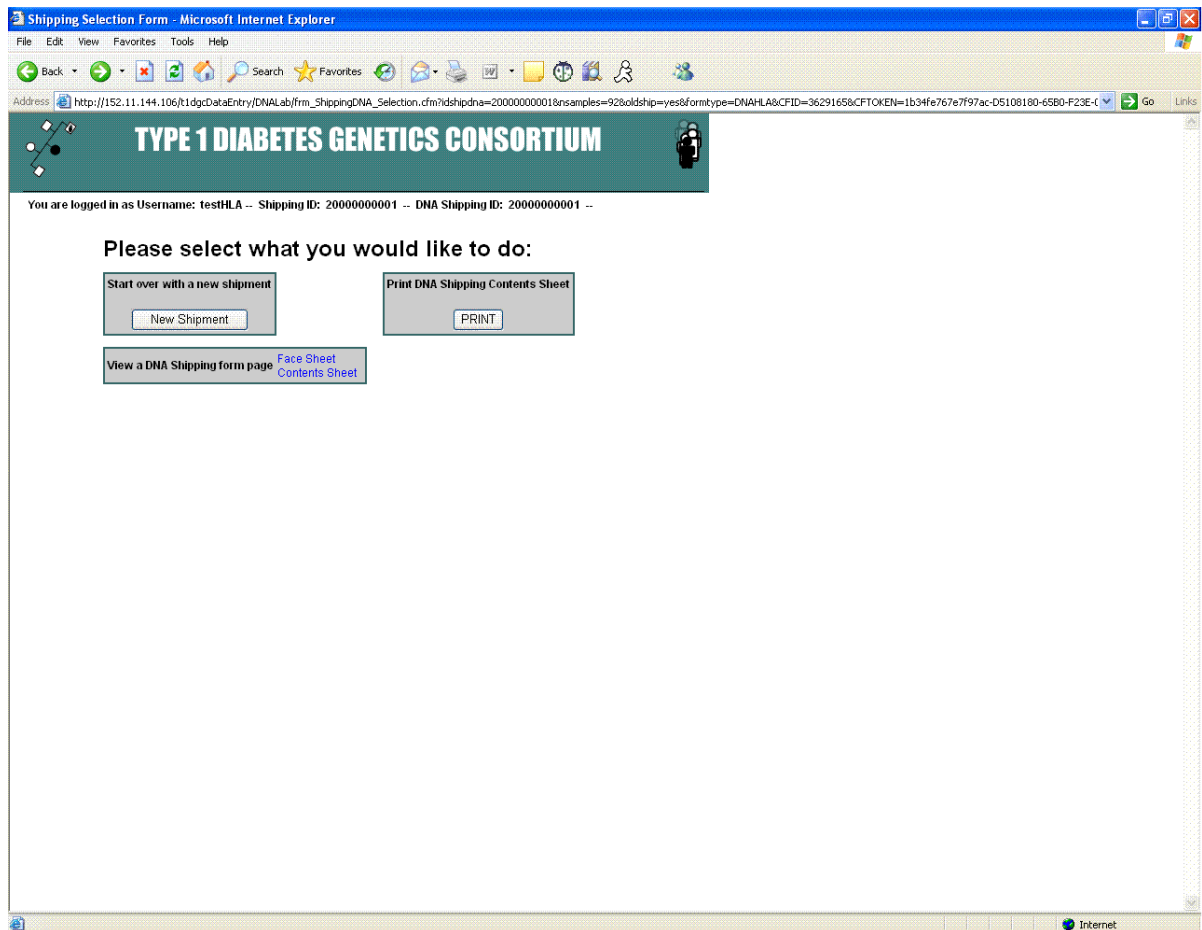 Shipping Selection Form - Microsoft Internet Explorer
File Edit View Favorites Tools Help
Back Search Favorites
Address http://152.11.144.106/t1dgcDataEntry/DNALab/frm_ShippingDNA_Selection.cfm?idshipdna=20000000001&nsamples=92&oldship=yes&formtype=DNAHLA&CFID=3629165&CFTOKEN=1b34fe767e7f97ac-D5108180-65B0-F23E-( Go Links
TYPE 1 DIABETES GENETICS CONSORTIUM
You are logged in as Username: testHLA -- Shipping ID: 20000000001 -- DNA Shipping ID: 20000000001 --
Please select what you would like to do:
Start over with a new shipment
New Shipment
Print DNA Shipping Contents Sheet
PRINT
View a DNA Shipping form page
Face Sheet
Contents Sheet
Internet